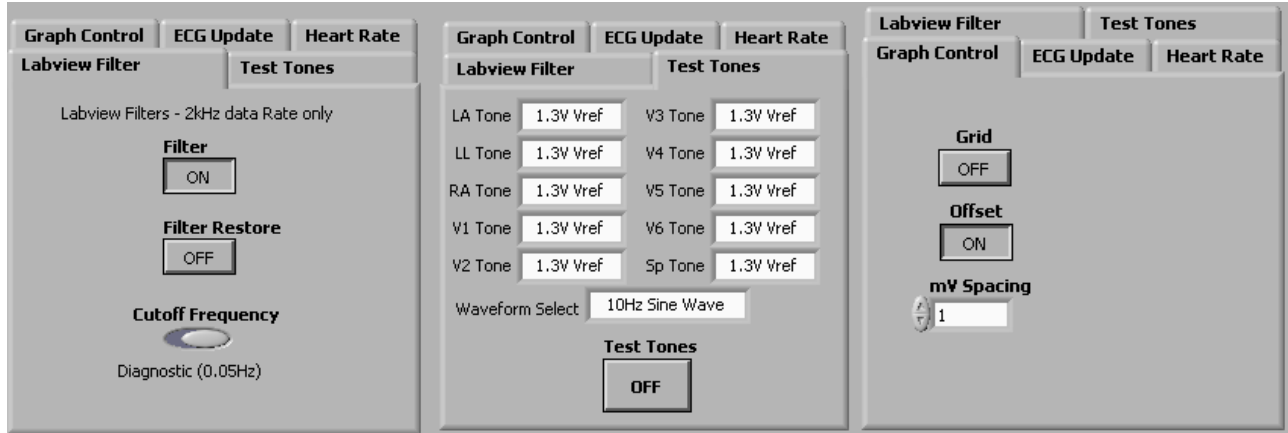 Graph Control ECG Update Heart Rate
Labview Filter Test Tones
Labview Filters - 2kHz data Rate only
Filter
ON
Filter Restore
OFF
Cutoff Frequency
Diagnostic (0.05Hz)
Graph Control ECG Update Heart Rate
Labview Filter Test Tones
LA Tone 1.3V Vref V3 Tone 1.3V Vref
LL Tone 1.3V Vref V4 Tone 1.3V Vref
RA Tone 1.3V Vref V5 Tone 1.3V Vref
V1 Tone 1.3V Vref V6 Tone 1.3V Vref
V2 Tone 1.3V Vref Sp Tone 1.3V Vref
Waveform Select 10Hz Sine Wave
Test Tones
OFF
Labview Filter Test Tones
Graph Control ECG Update Heart Rate
Grid
OFF
Offset
ON
mV Spacing
1